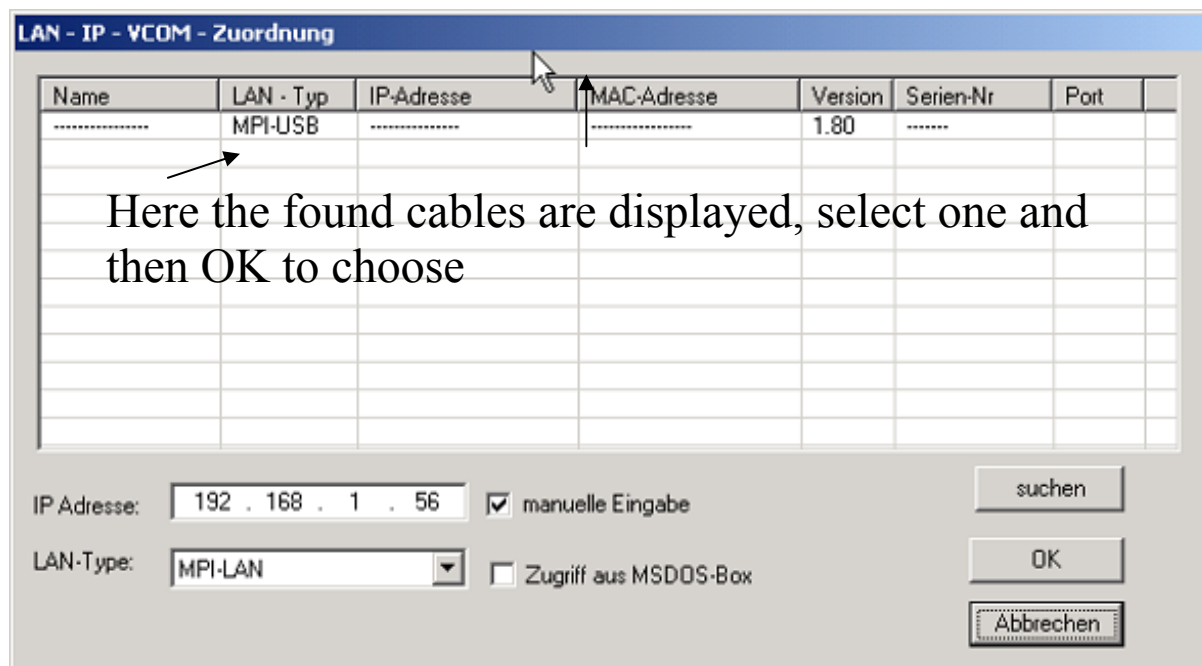 LAN - IP - VCOM - Zuordnung
Name LAN - Typ IP-Adresse MAC-Adresse Version Serien-Nr Port
---------------- MPI-USB --------------- ----------------- 1.80 -------
Here the found cables are displayed, select one and
then OK to choose
IP Adresse: 192 . 168 . 1 . 56 manuelle Eingabe suchen
LAN-Type: MPI-LAN Zugriff aus MSDOS-Box OK
Abbrechen